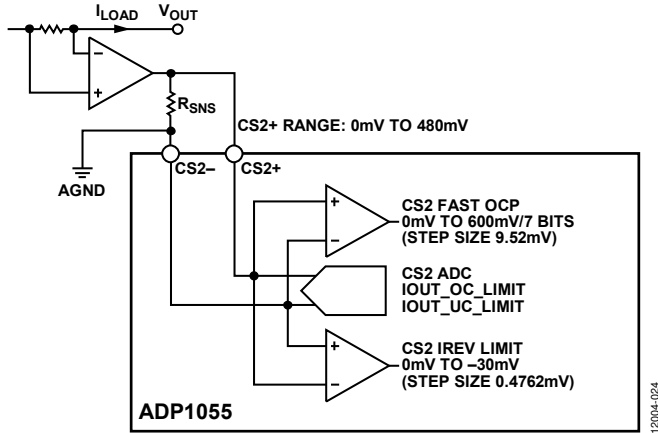 ILOAD VOUT
−
+
RSNS
CS2+ RANGE: 0mV TO 480mV
AGND
CS2− CS2+
+
−
CS2 FAST OCP
0mV TO 600mV/7 BITS
(STEP SIZE 9.52mV)
CS2 ADC
IOUT_OC_LIMIT
IOUT_UC_LIMIT
+
−
CS2 IREV LIMIT
0mV TO −30mV
(STEP SIZE 0.4762mV)
ADP1055
12004-024